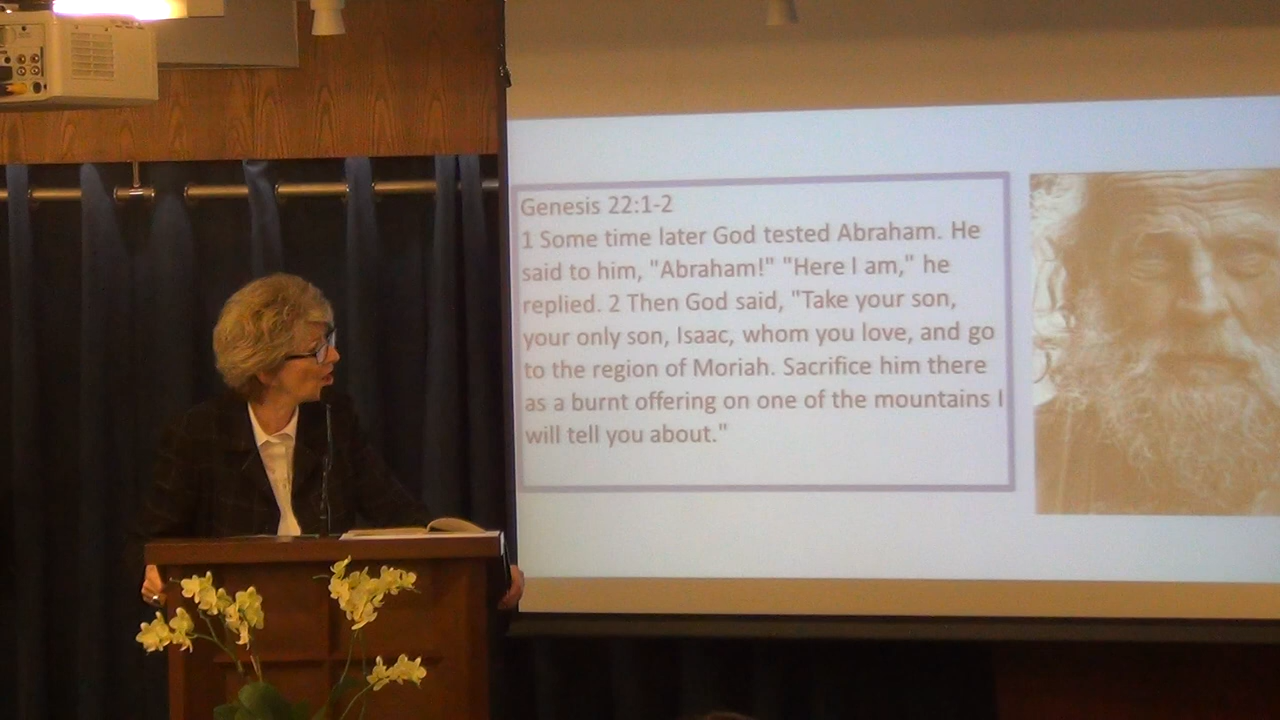 Genesis 22:1-2
1 Some time later God tested Abraham. He
said to him, "Abraham!" "Here I am," he
replied. 2 Then God said, "Take your son,
your only son, Isaac, whom you love, and go
to the region of Moriah. Sacrifice him there
as a burnt offering on one of the mountains I
will tell you about."